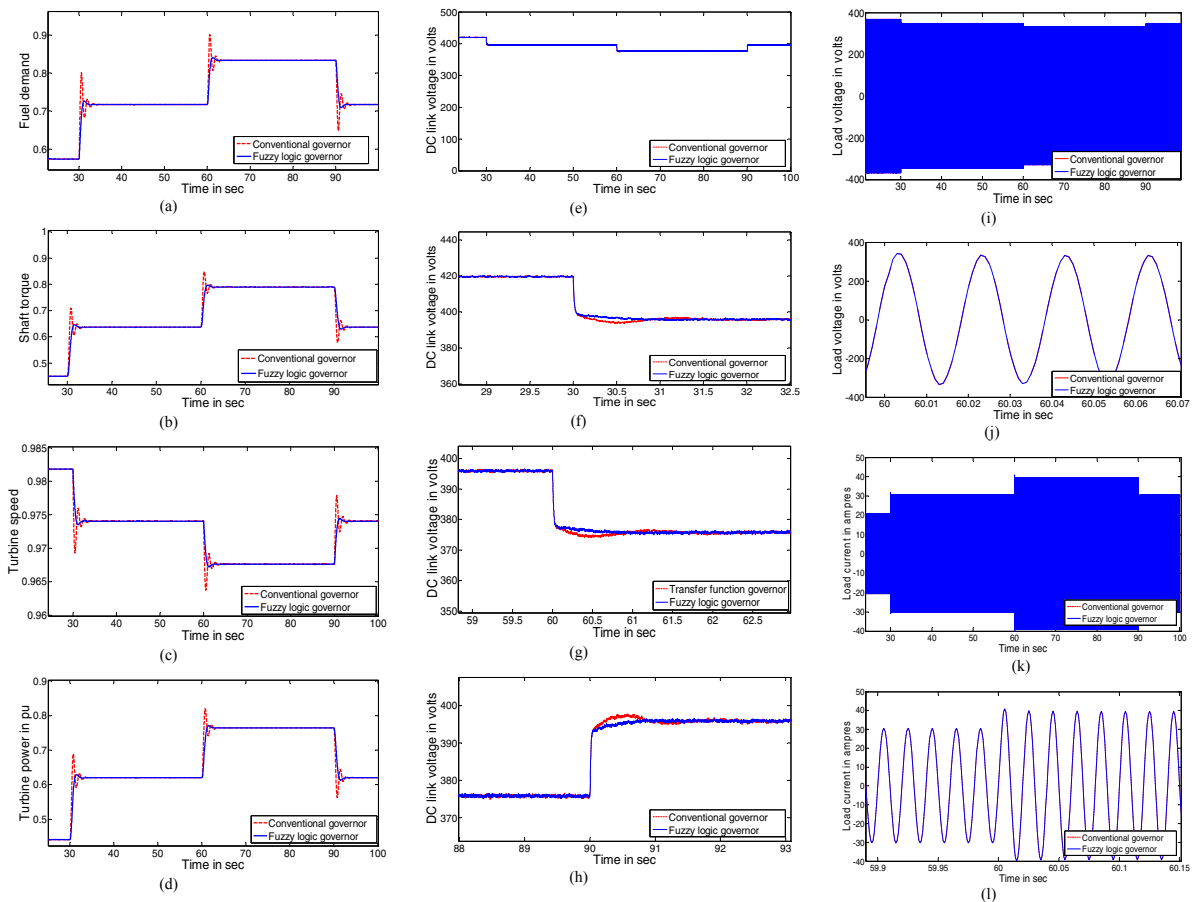 0.9
0.8
0.7
0.6
Fuel demand
Conventional governor
Fuzzy logic governor
30 40 50 60 70 80 90
Time in sec
(a)
1
0.9
0.8
0.7
0.6
0.5
Shaft torque
Conventional governor
Fuzzy logic governor
30 40 50 60 70 80 90 100
Time in sec
(b)
0.985
0.98
0.975
0.97
0.965
0.96
Turbine speed
Conventional governor
Fuzzy logic governor
30 40 50 60 70 80 90 100
Time in sec
(c)
0.9
0.8
0.7
0.6
0.5
Turbine power in pu
Conventional governor
Fuzzy logic governor
30 40 50 60 70 80 90 100
Time in sec
(d)
500
400
300
200
100
0
DC link voltage in volts
Conventional governor
Fuzzy logic governor
30 40 50 60 70 80 90 100
Time in sec
(e)
440
420
400
380
360
DC link voltage in volts
Conventional governor
Fuzzy logic governor
29 29.5 30 30.5 31 31.5 32 32.5
Time in sec
(f)
400
390
380
370
360
350
DC link voltage in volts
Transfer function governor
Fuzzy logic governor
59 59.5 60 60.5 61 61.5 62 62.5
Time in sec
(g)
400
390
380
370
DC link voltage in volts
Conventional governor
Fuzzy logic governor
88 89 90 91 92 93
Time in sec
(h)
400
200
0
-200
-400
Load voltage in volts
Conventional governor
Fuzzy logic governor
30 40 50 60 70 80 90
Time in sec
(i)
400
200
0
-200
-400
Load voltage in volts
Conventional governor
Fuzzy logic governor
60 60.01 60.02 60.03 60.04 60.05 60.06 60.07
Time in sec
(j)
50
40
30
20
10
0
-10
-20
-30
-40
Load current in ampres
Conventional governor
Fuzzy logic governor
30 40 50 60 70 80 90 100
Time in sec
(k)
50
40
30
20
10
0
-10
-20
-30
-40
Load current in ampres
Conventional governor
Fuzzy logic governor
59.9 59.95 60 60.05 60.1 60.15
Time in sec
(l)